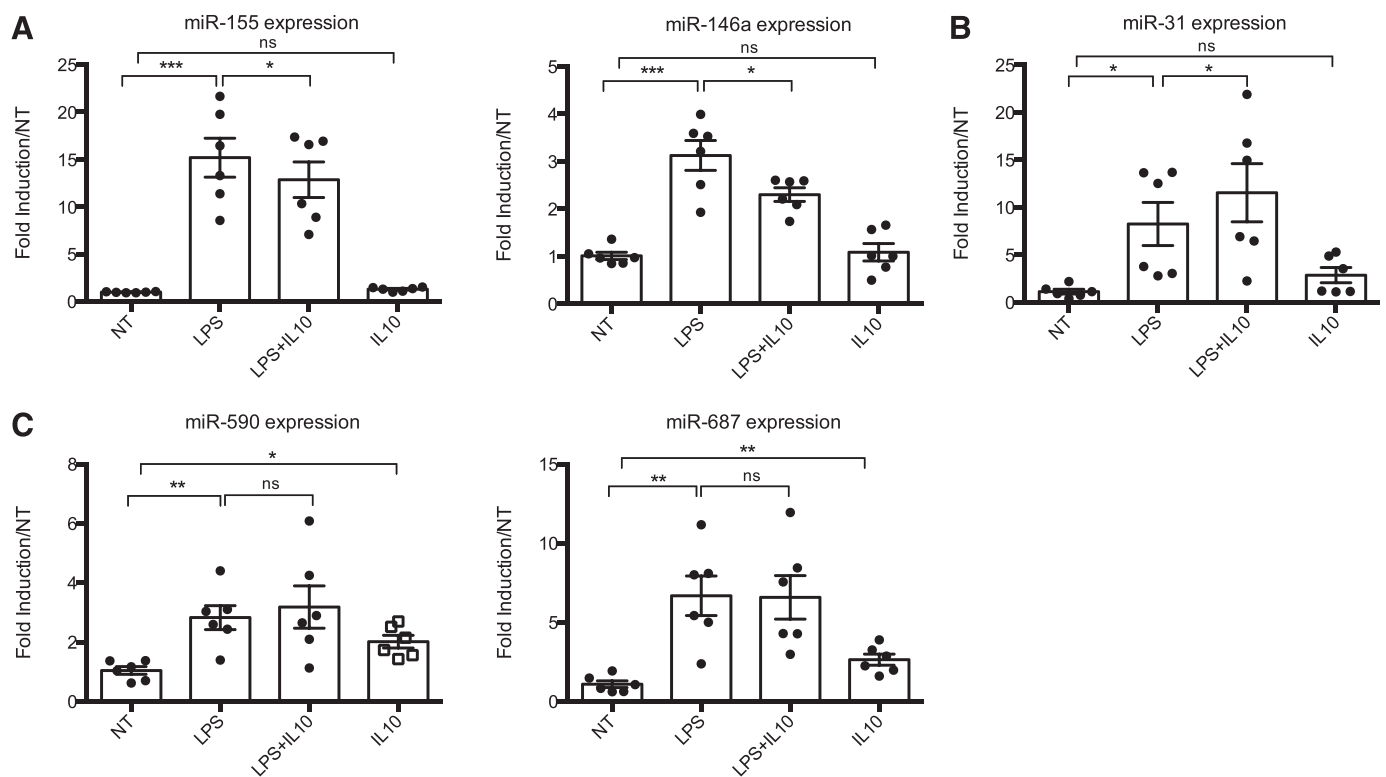 A
miR-155 expression
ns
***
*
Fold Induction/NT
25
20
15
10
5
0
NT
LPS
LPS+IL10
IL10
miR-146a expression
ns
***
*
Fold Induction/NT
5
4
3
2
1
0
NT
LPS
LPS+IL10
IL10
B
miR-31 expression
ns
*
*
Fold Induction/NT
25
20
15
10
5
0
NT
LPS
LPS+IL10
IL10
C
miR-590 expression
*
**
ns
Fold Induction/NT
8
6
4
2
0
NT
LPS
LPS+IL10
IL10
miR-687 expression
**
**
ns
Fold Induction/NT
15
10
5
0
NT
LPS
LPS+IL10
IL10